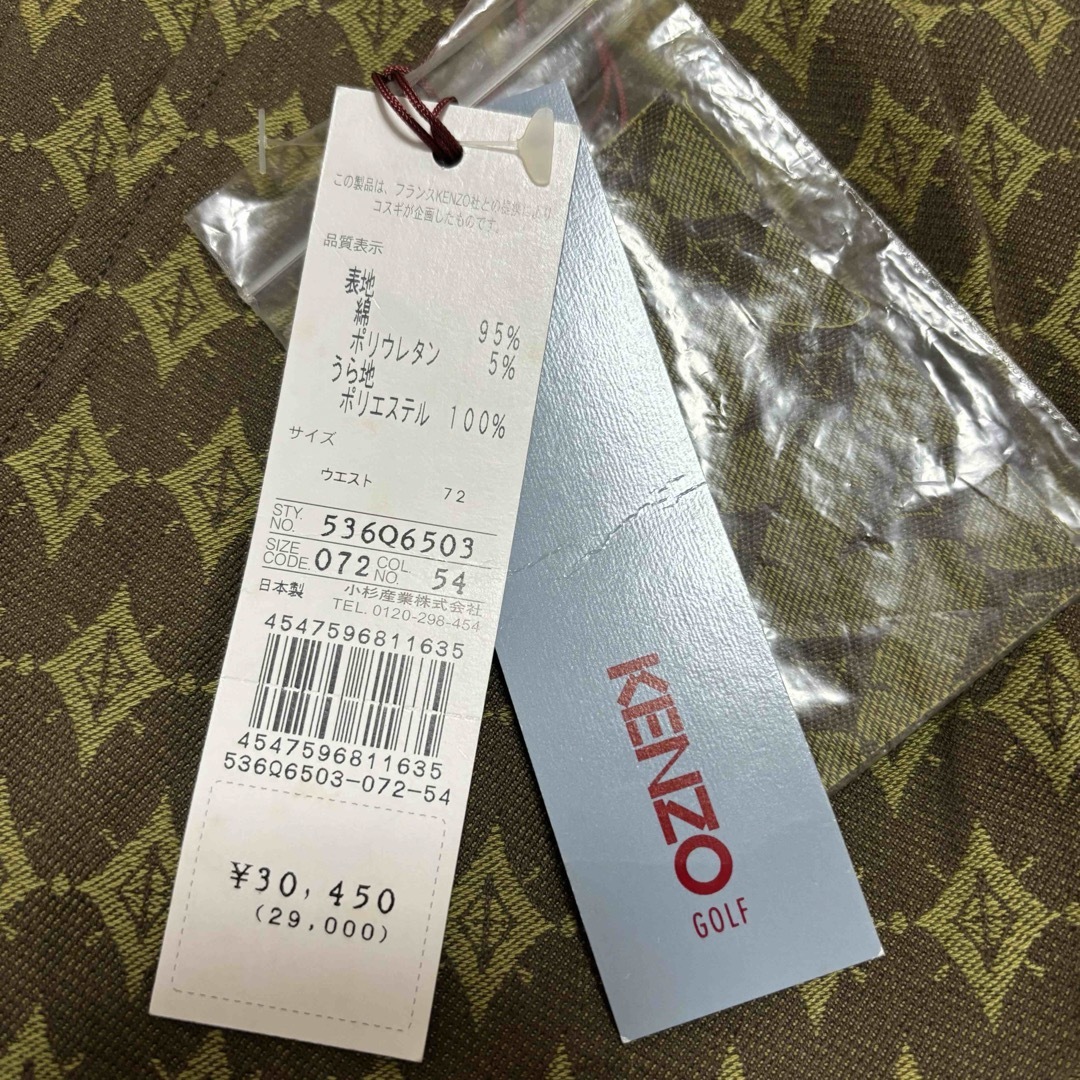 この製品は、フランスKENZO社との提携により
コスギが企画したものです。
品質表示
表地
綿 95%
ポリウレタン 5%
うら地
ポリエステル 100%
サイズ
ウエスト 72
STY. NO. 536Q6503
SIZE CODE. 072 COL. NO. 54
日本製 小杉産業株式会社
TEL. 0120-298-454
4547596811635
4547596811635
536Q6503-072-54
¥30,450
(29,000)
KENZO
GOLF